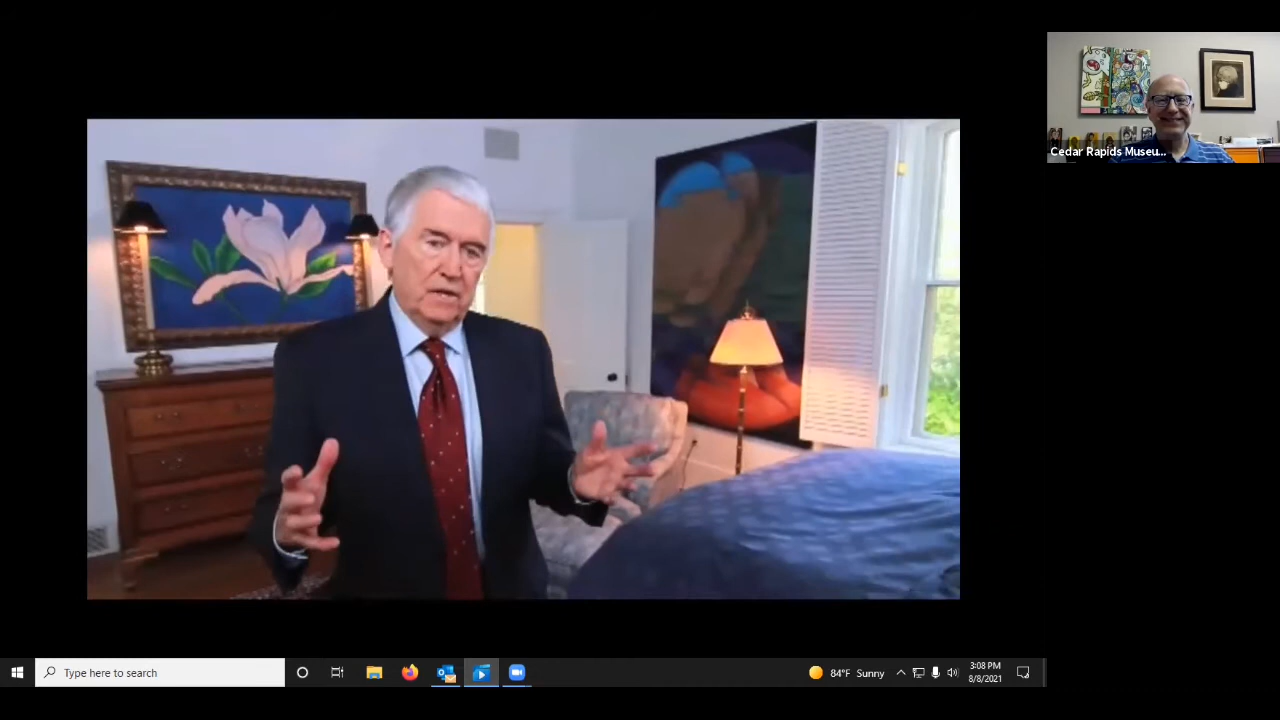 Cedar Rapids Museu...
Type here to search
84°F Sunny
3:08 PM
8/8/2021